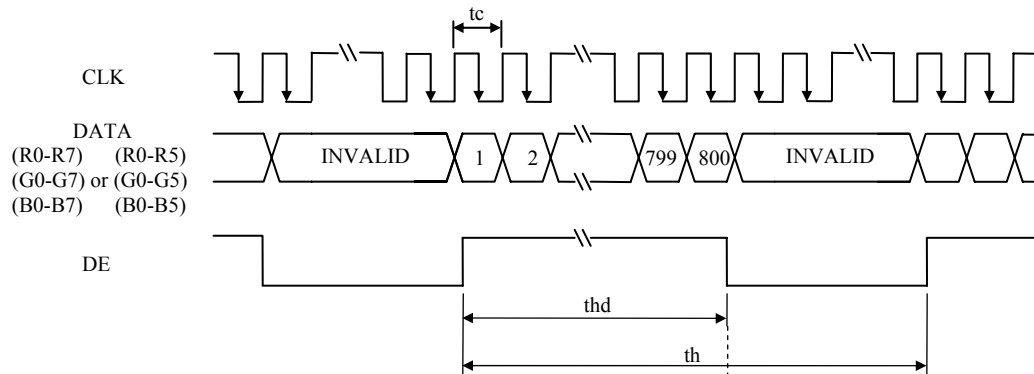 tc
CLK
DATA
(R0-R7) (R0-R5)
(G0-G7) or (G0-G5)
(B0-B7) (B0-B5)
INVALID 1 2 799 800 INVALID
DE
thd
th